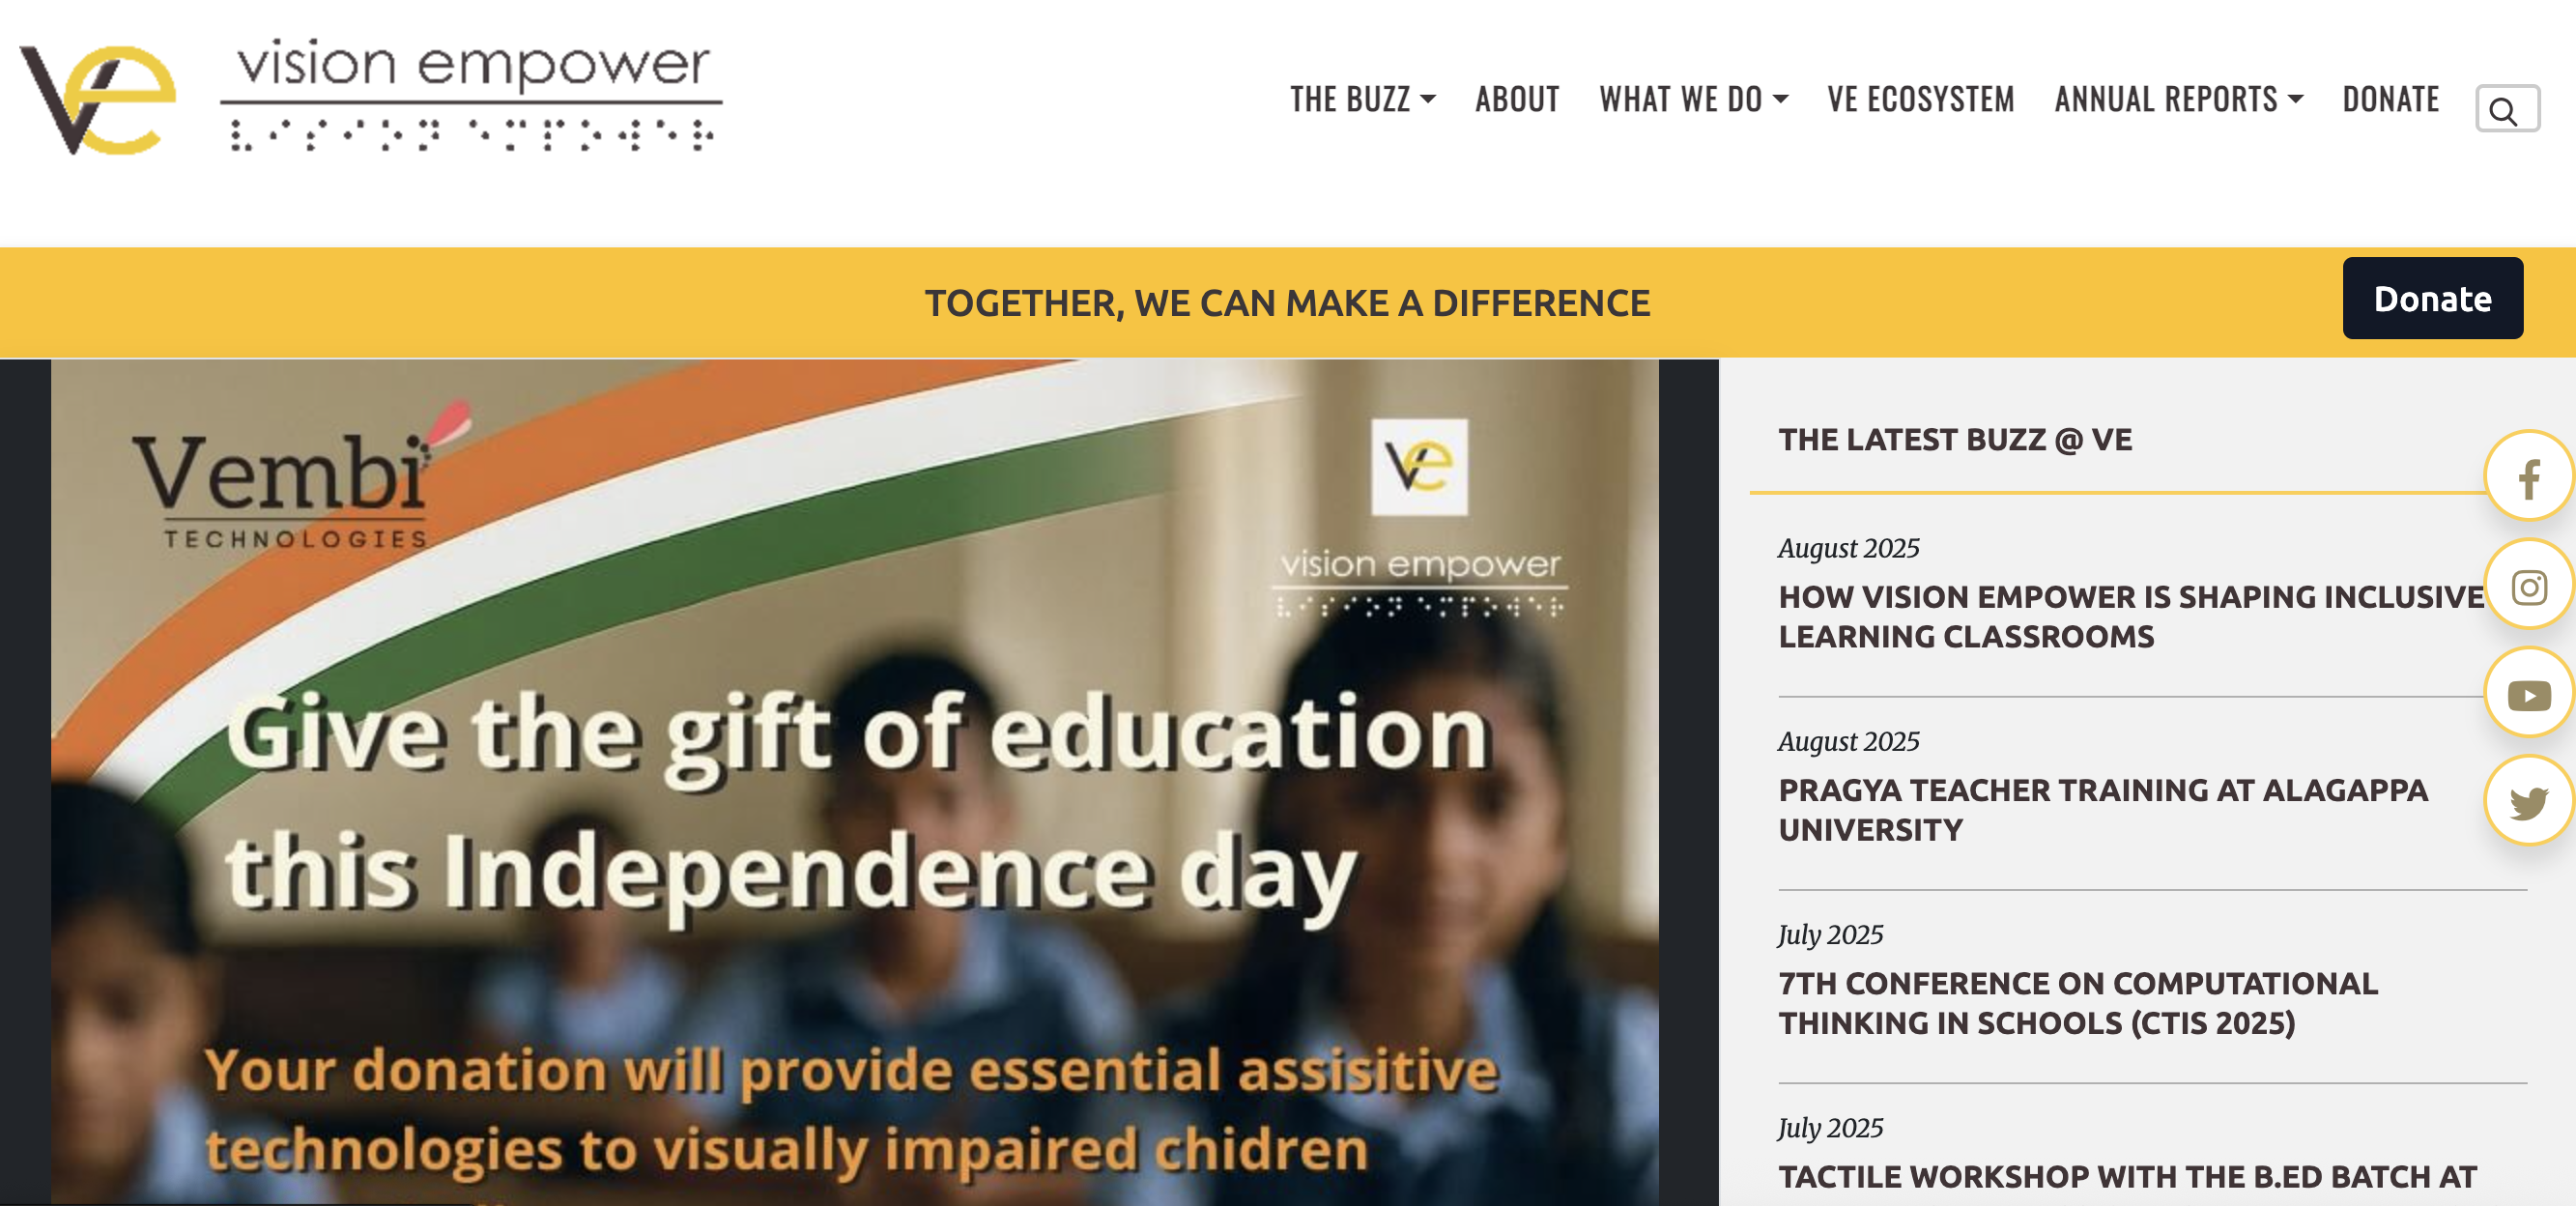 ve
vision empower
⠧⠊⠎⠊⠕⠝ ⠑⠍⠏⠕⠺⠑⠗
THE BUZZ
ABOUT
WHAT WE DO
VE ECOSYSTEM
ANNUAL REPORTS
DONATE
TOGETHER, WE CAN MAKE A DIFFERENCE
Donate
Vembi
TECHNOLOGIES
ve
vision empower
⠧⠊⠎⠊⠕⠝ ⠑⠍⠏⠕⠺⠑⠗
Give the gift of education
this Independence day
Your donation will provide essential assisitive
technologies to visually impaired chidren
THE LATEST BUZZ @ VE
August 2025
HOW VISION EMPOWER IS SHAPING INCLUSIVE
LEARNING CLASSROOMS
August 2025
PRAGYA TEACHER TRAINING AT ALAGAPPA
UNIVERSITY
July 2025
7TH CONFERENCE ON COMPUTATIONAL
THINKING IN SCHOOLS (CTIS 2025)
July 2025
TACTILE WORKSHOP WITH THE B.ED BATCH AT